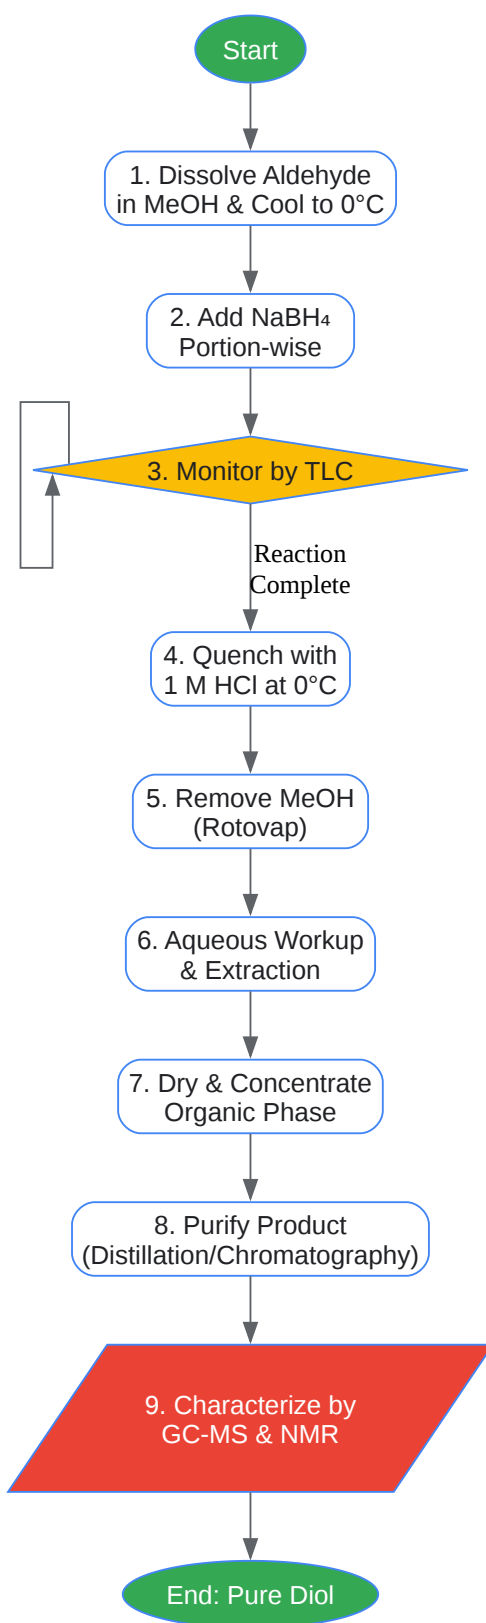 Start
1. Dissolve Aldehyde
in MeOH & Cool to 0°C
2. Add NaBH₄
Portion-wise
3. Monitor by TLC
Reaction
Complete
4. Quench with
1 M HCl at 0°C
5. Remove MeOH
(Rotovap)
6. Aqueous Workup
& Extraction
7. Dry & Concentrate
Organic Phase
8. Purify Product
(Distillation/Chromatography)
9. Characterize by
GC-MS & NMR
End: Pure Diol